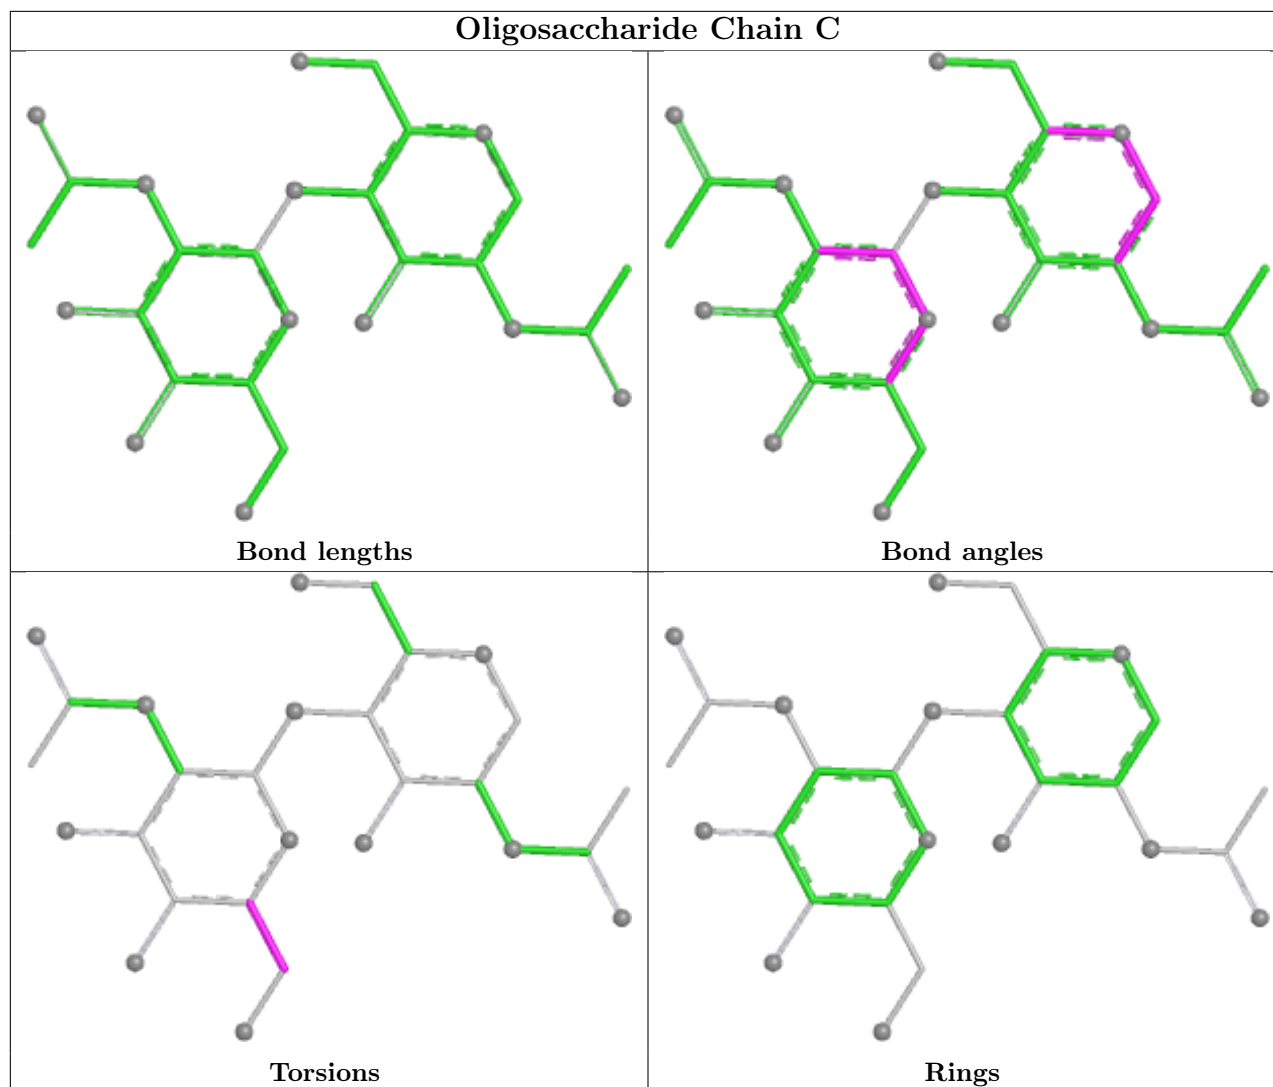 Oligosaccharide Chain C
Bond lengths
Bond angles
Torsions
Rings